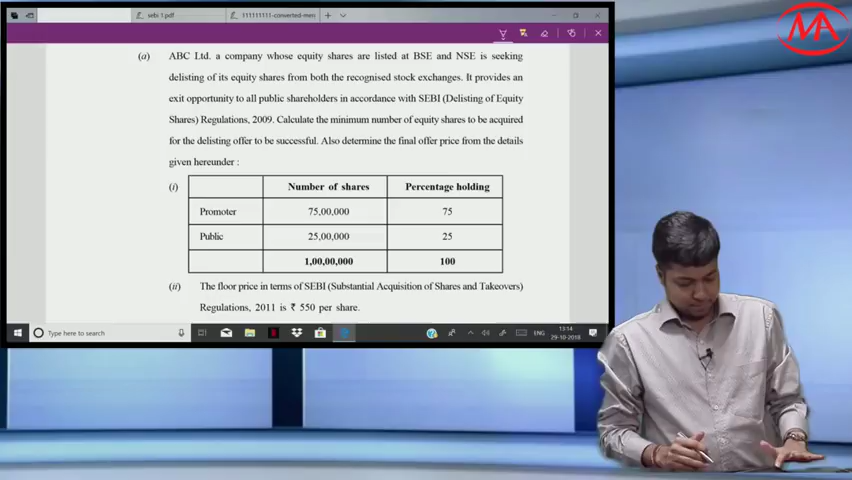 sebi 1.pdf
111111111-converted-merg
MA
(a) ABC Ltd. a company whose equity shares are listed at BSE and NSE is seeking
delisting of its equity shares from both the recognised stock exchanges. It provides an
exit opportunity to all public shareholders in accordance with SEBI (Delisting of Equity
Shares) Regulations, 2009. Calculate the minimum number of equity shares to be acquired
for the delisting offer to be successful. Also determine the final offer price from the details
given hereunder :
(i) Number of shares Percentage holding
Promoter 75,00,000 75
Public 25,00,000 25
1,00,00,000 100
(ii) The floor price in terms of SEBI (Substantial Acquisition of Shares and Takeovers)
Regulations, 2011 is ₹ 550 per share.
Type here to search
ENG
13:14
29-10-2018